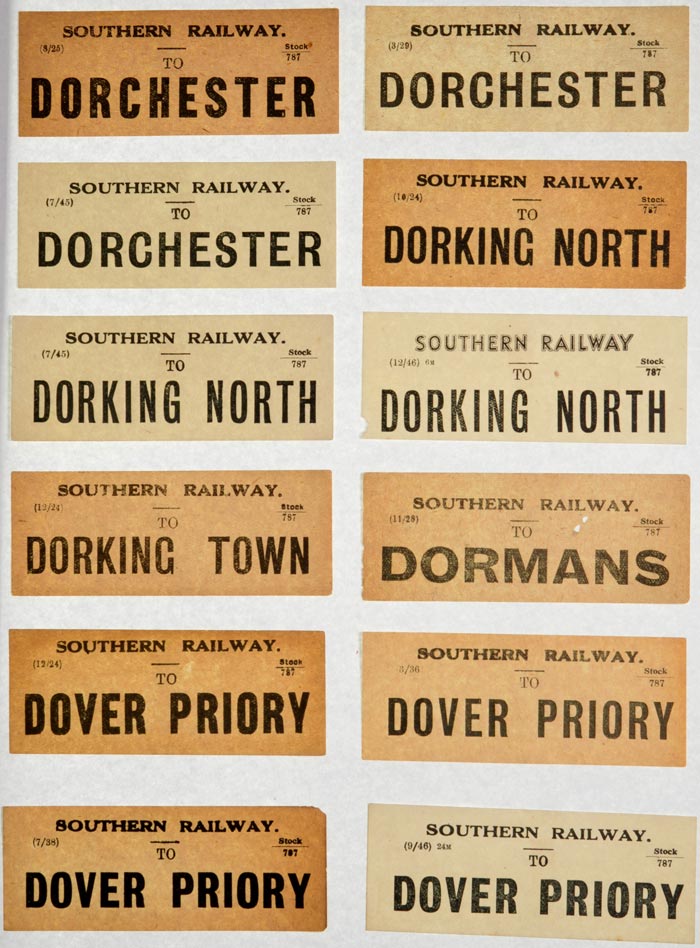 SOUTHERN RAILWAY.
(8/25)
Stock
787
TO
DORCHESTER
SOUTHERN RAILWAY.
(3/29)
Stock
787
TO
DORCHESTER
SOUTHERN RAILWAY.
(7/45)
Stock
787
TO
DORCHESTER
SOUTHERN RAILWAY.
(10/24)
Stock
787
TO
DORKING NORTH
SOUTHERN RAILWAY.
(7/45)
Stock
787
TO
DORKING NORTH
SOUTHERN RAILWAY
(12/46) 6M
Stock
787
TO
DORKING NORTH
SOUTHERN RAILWAY.
(12/24)
Stock
787
TO
DORKING TOWN
SOUTHERN RAILWAY.
(11/28)
Stock
787
TO
DORMANS
SOUTHERN RAILWAY.
(12/24)
Stock
787
TO
DOVER PRIORY
SOUTHERN RAILWAY.
Stock
787
TO
DOVER PRIORY
SOUTHERN RAILWAY.
(7/38)
Stock
787
TO
DOVER PRIORY
SOUTHERN RAILWAY.
(9/46) 24M
Stock
787
TO
DOVER PRIORY